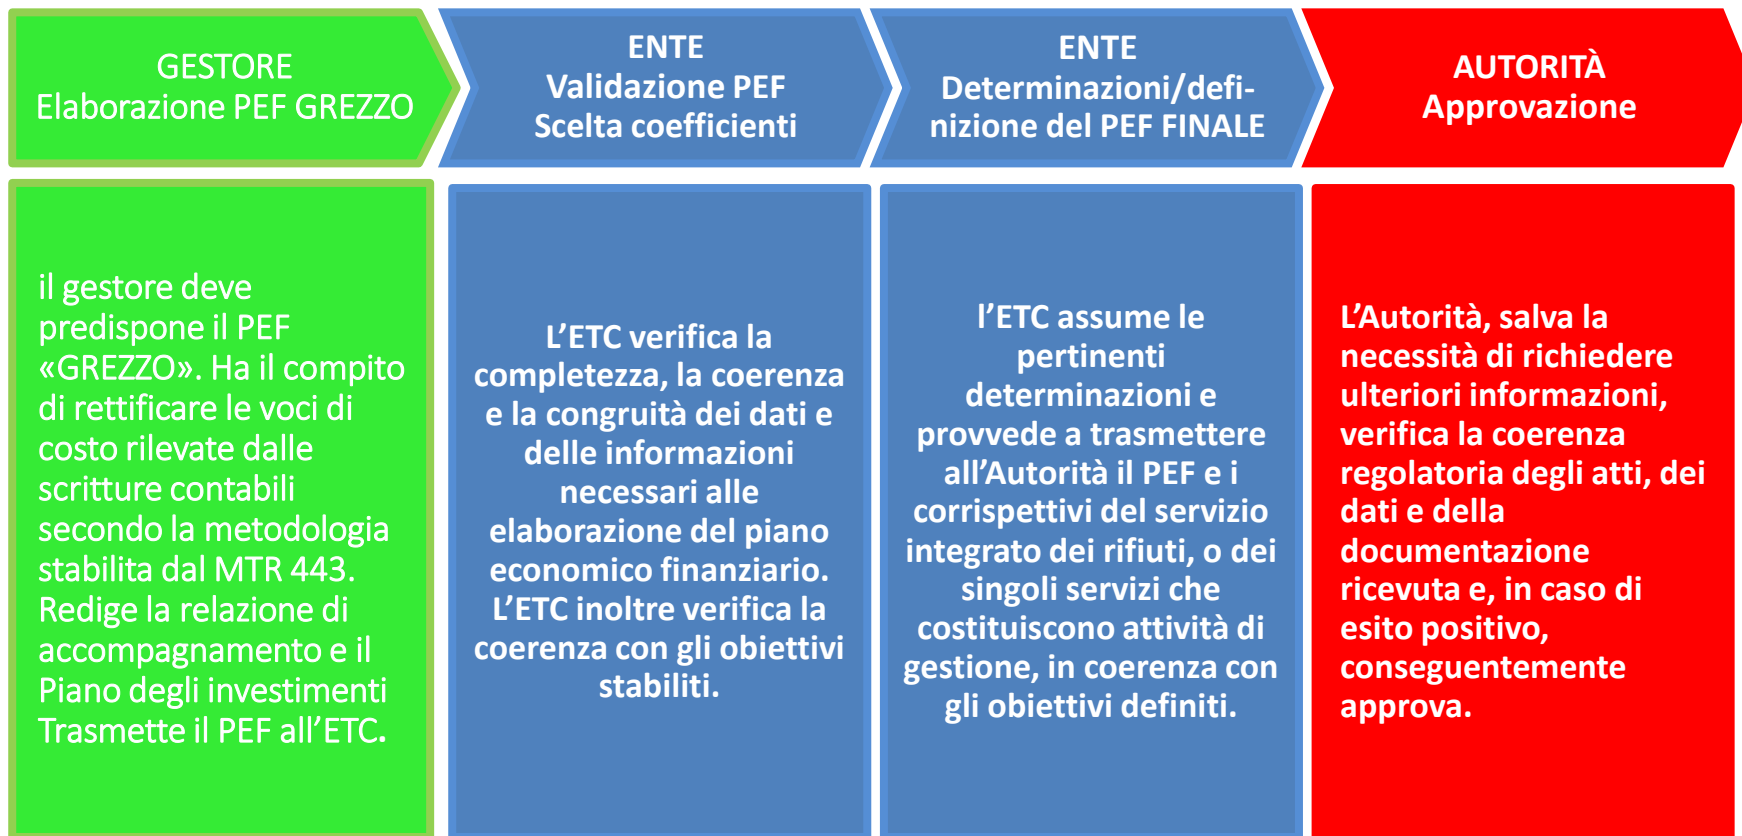 GESTORE
Elaborazione PEF GREZZO
ENTE
Validazione PEF
Scelta coefficienti
ENTE
Determinazioni/defi-
nizione del PEF FINALE
AUTORITÀ
Approvazione
il gestore deve
predispone il PEF
«GREZZO». Ha il compito
di rettificare le voci di
costo rilevate dalle
scritture contabili
secondo la metodologia
stabilita dal MTR 443.
Redige la relazione di
accompagnamento e il
Piano degli investimenti
Trasmette il PEF all’ETC.
L’ETC verifica la
completezza, la coerenza
e la congruità dei dati e
delle informazioni
necessari alle
elaborazione del piano
economico finanziario.
L’ETC inoltre verifica la
coerenza con gli obiettivi
stabiliti.
l’ETC assume le
pertinenti
determinazioni e
provvede a trasmettere
all’Autorità il PEF e i
corrispettivi del servizio
integrato dei rifiuti, o dei
singoli servizi che
costituiscono attività di
gestione, in coerenza con
gli obiettivi definiti.
L’Autorità, salva la
necessità di richiedere
ulteriori informazioni,
verifica la coerenza
regolatoria degli atti, dei
dati e della
documentazione
ricevuta e, in caso di
esito positivo,
conseguentemente
approva.